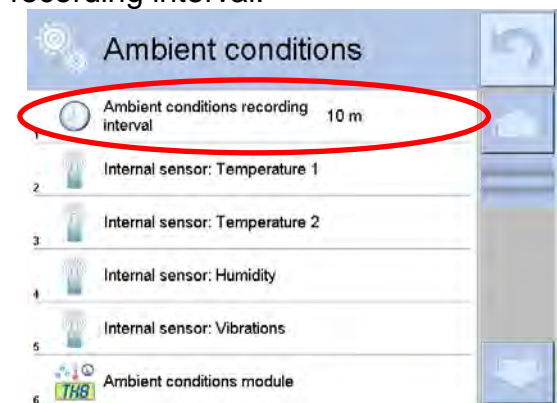 recording interval.
Ambient conditions
1 Ambient conditions recording 10 m
interval
2 Internal sensor: Temperature 1
3 Internal sensor: Temperature 2
4 Internal sensor: Humidity
5 Internal sensor: Vibrations
6 THB Ambient conditions module